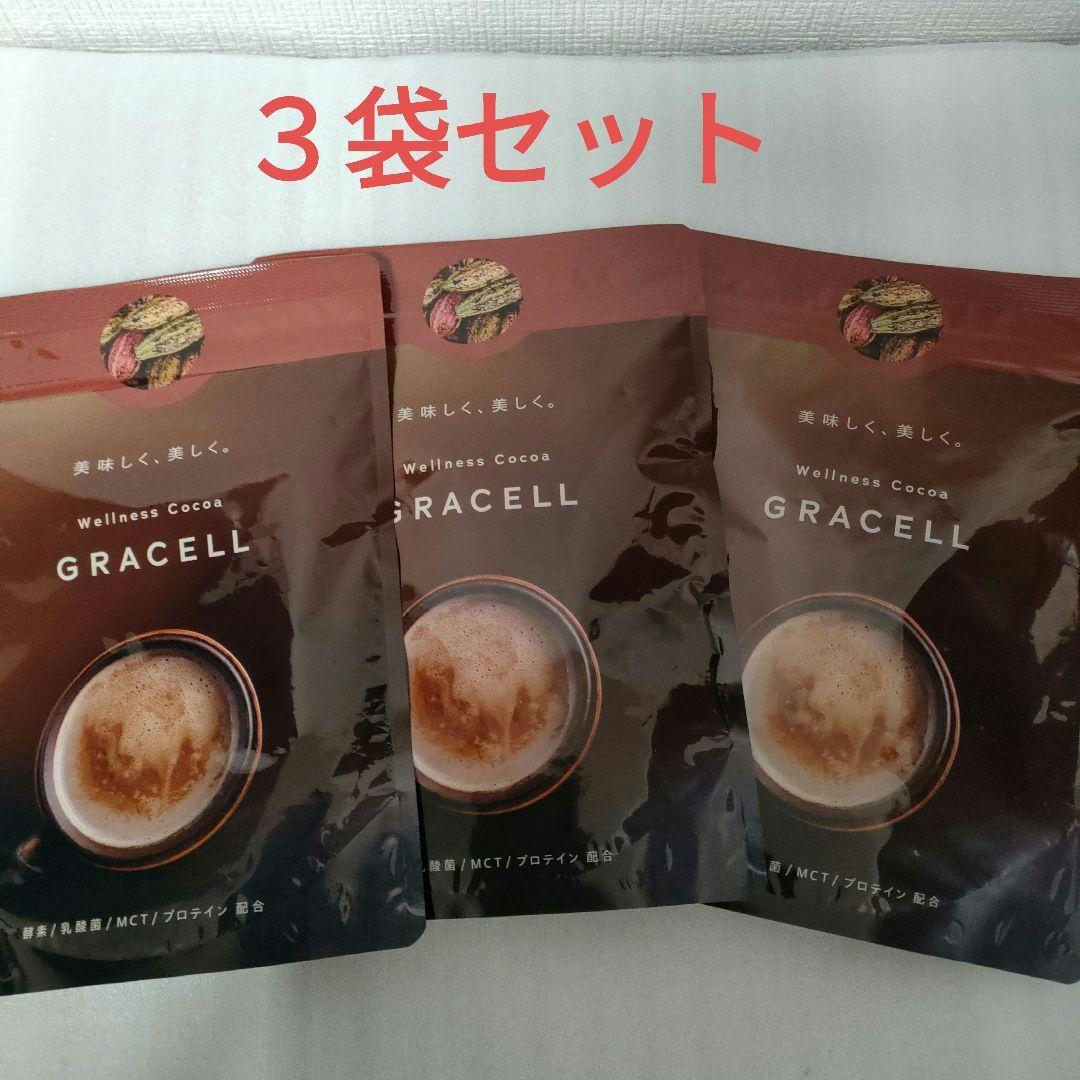 3袋セット
美味しく、美しく。
Wellness Cocoa
GRACELL
酵素/乳酸菌/MCT/プロテイン 配合
美味しく、美しく。
Wellness Cocoa
GRACELL
酸菌/MCT/プロテイン 配合
美味しく、美しく。
Wellness Cocoa
GRACELL
菌/MCT/プロテイン 配合